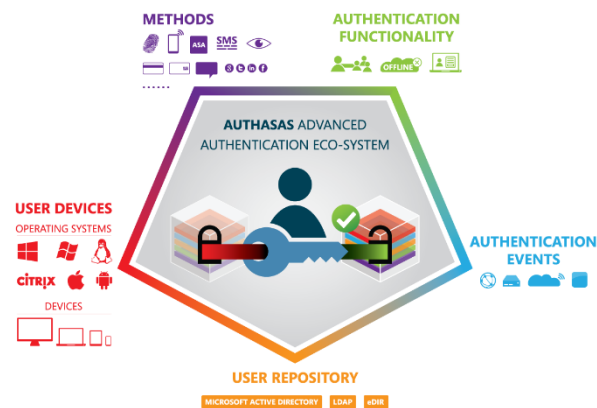 METHODS
ASA SMS
AUTHENTICATION
FUNCTIONALITY
OFFLINE
AUTHASAS ADVANCED
AUTHENTICATION ECO-SYSTEM
USER DEVICES
OPERATING SYSTEMS
CITRIX
DEVICES
AUTHENTICATION
EVENTS
USER REPOSITORY
MICROSOFT ACTIVE DIRECTORY LDAP eDIR